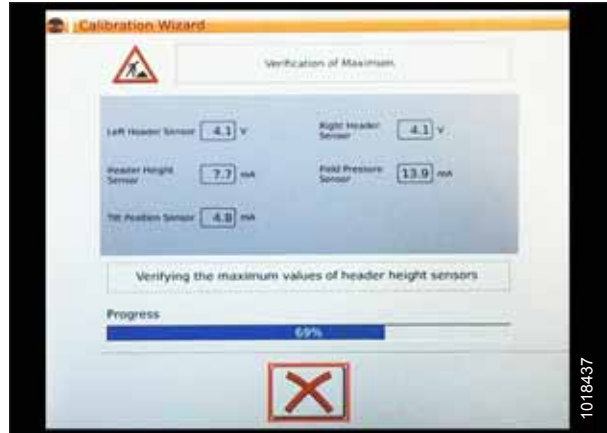 Calibration Wizard
Verification of Maximum
Left Header Sensor 4.1 V
Right Header Sensor 4.1 V
Header Height Sensor 7.7 mA
Field Pressure Sensor 13.9 mA
Tilt Position Sensor 4.8 mA
Verifying the maximum values of header height sensors
Progress
69%
1018437